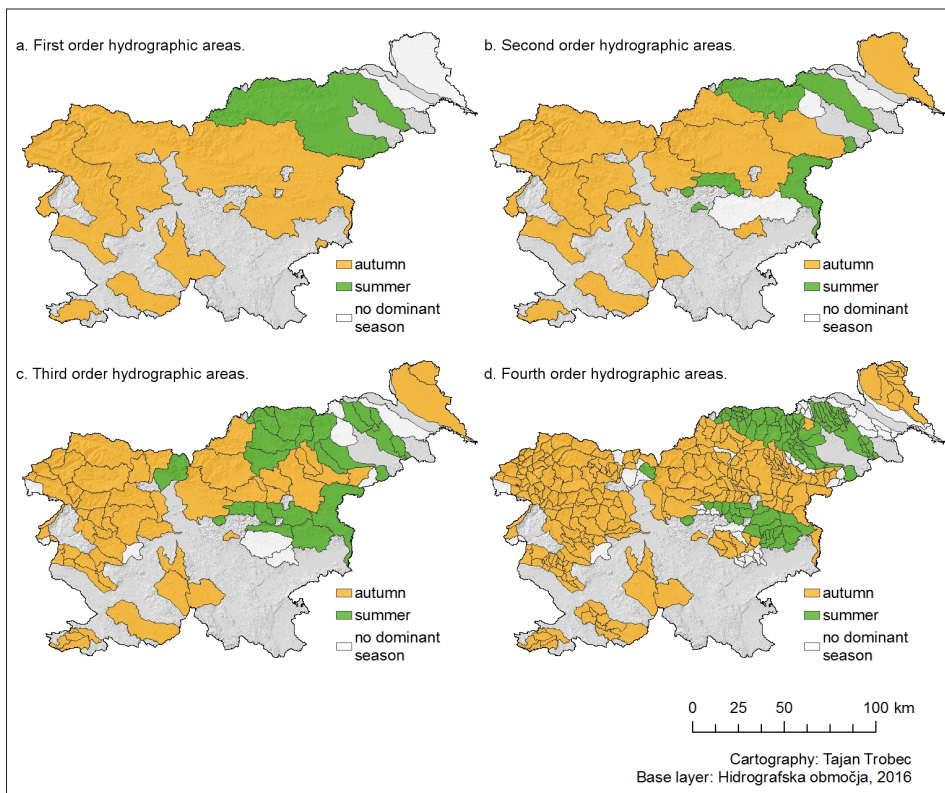 a. First order hydrographic areas.
autumn
summer
no dominant
season
b. Second order hydrographic areas.
autumn
summer
no dominant
season
c. Third order hydrographic areas.
autumn
summer
no dominant
season
d. Fourth order hydrographic areas.
autumn
summer
no dominant
season
0 25 50 100 km
Cartography: Tajan Trobec
Base layer: Hidrografska območja, 2016